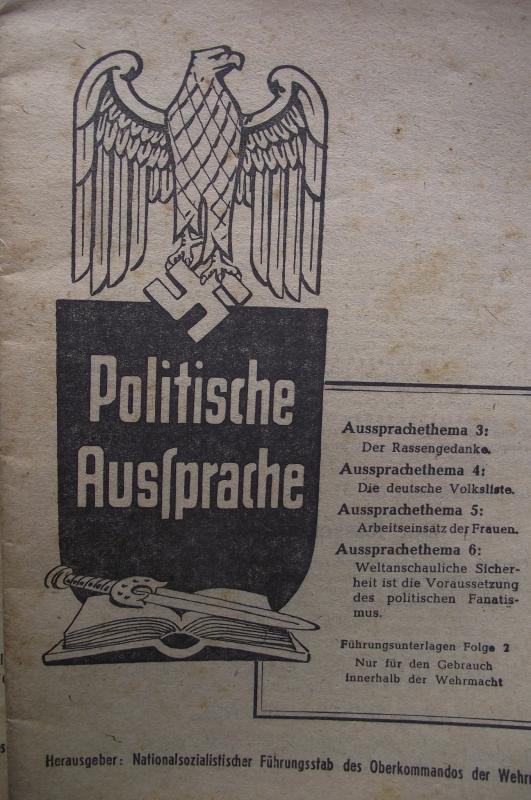 Politische
Aussprache
Aussprachethema 3:
Der Rassengedanke.
Aussprachethema 4:
Die deutsche Volksliste.
Aussprachethema 5:
Arbeitseinsatz der Frauen.
Aussprachethema 6:
Weltanschauliche Sicher-
heit ist die Voraussetzung
des politischen Fanatis-
mus.
Führungsunterlagen Folge 2
Nur für den Gebrauch
innerhalb der Wehrmacht
Herausgeber: Nationalsozialistischer Führungsstab des Oberkommandos der Wehrm